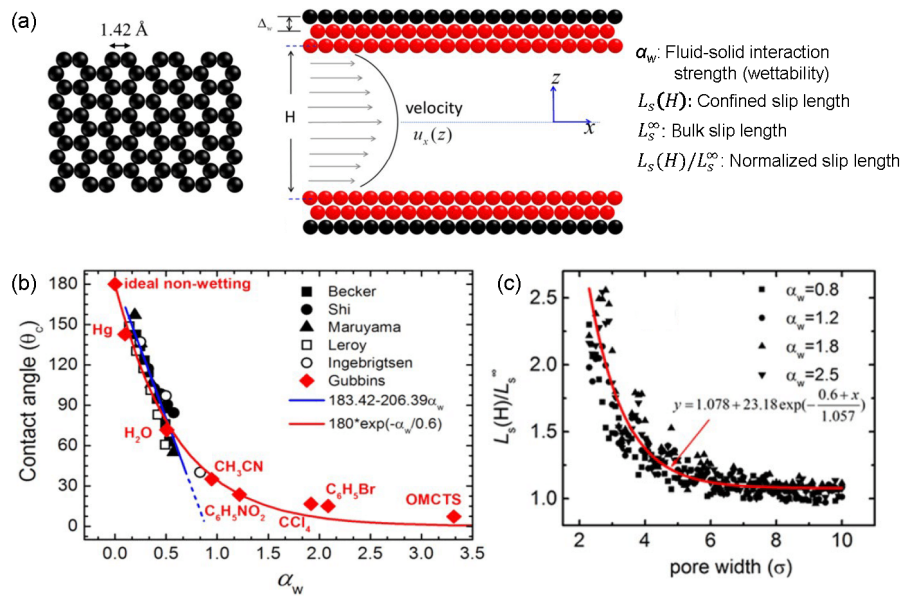 (a)
1.42 Å
Δw
H
velocity
uₓ(z)
z
x
αw: Fluid-solid interaction
strength (wettability)
Lₛ(H): Confined slip length
Lₛ^∞: Bulk slip length
Lₛ(H)/Lₛ^∞: Normalized slip length
(b)
Contact angle (θc)
180
150
120
90
60
30
0
ideal non-wetting
Hg
H₂O
CH₃CN
C₆H₅NO₂
CCl₄
C₆H₅Br
OMCTS
Becker
Shi
Maruyama
Leroy
Ingebrigtsen
Gubbins
183.42-206.39αw
180*exp(-αw/0.6)
0.0 0.5 1.0 1.5 2.0 2.5 3.0 3.5
αw
(c)
Lₛ(H)/Lₛ^∞
2.5
2.0
1.5
1.0
αw=0.8
αw=1.2
αw=1.8
αw=2.5
y = 1.078 + 23.18 exp(-(0.6 + x)/1.057)
2 4 6 8 10
pore width (σ)